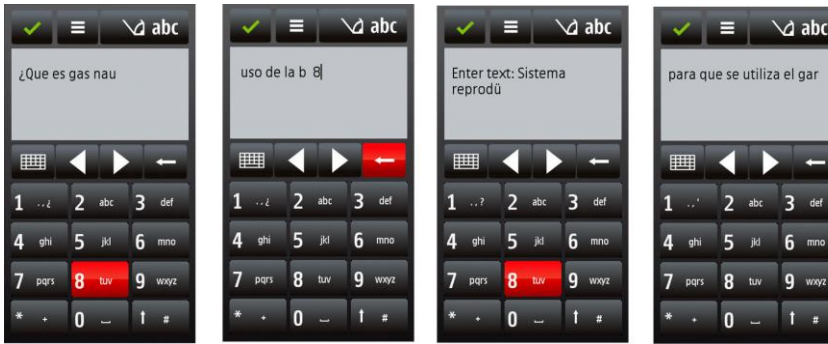 abc
¿Que es gas nau
1 .,¿ 2 abc 3 def
4 ghi 5 jkl 6 mno
7 pqrs 8 tuv 9 wxyz
* + 0 #
abc
uso de la b 8
1 .,¿ 2 abc 3 def
4 ghi 5 jkl 6 mno
7 pqrs 8 tuv 9 wxyz
* + 0 #
abc
Enter text: Sistema
reprodü
1 .,? 2 abc 3 def
4 ghi 5 jkl 6 mno
7 pqrs 8 tuv 9 wxyz
* + 0 #
abc
para que se utiliza el gar
1 .,' 2 abc 3 def
4 ghi 5 jkl 6 mno
7 pqrs 8 tuv 9 wxyz
* + 0 #